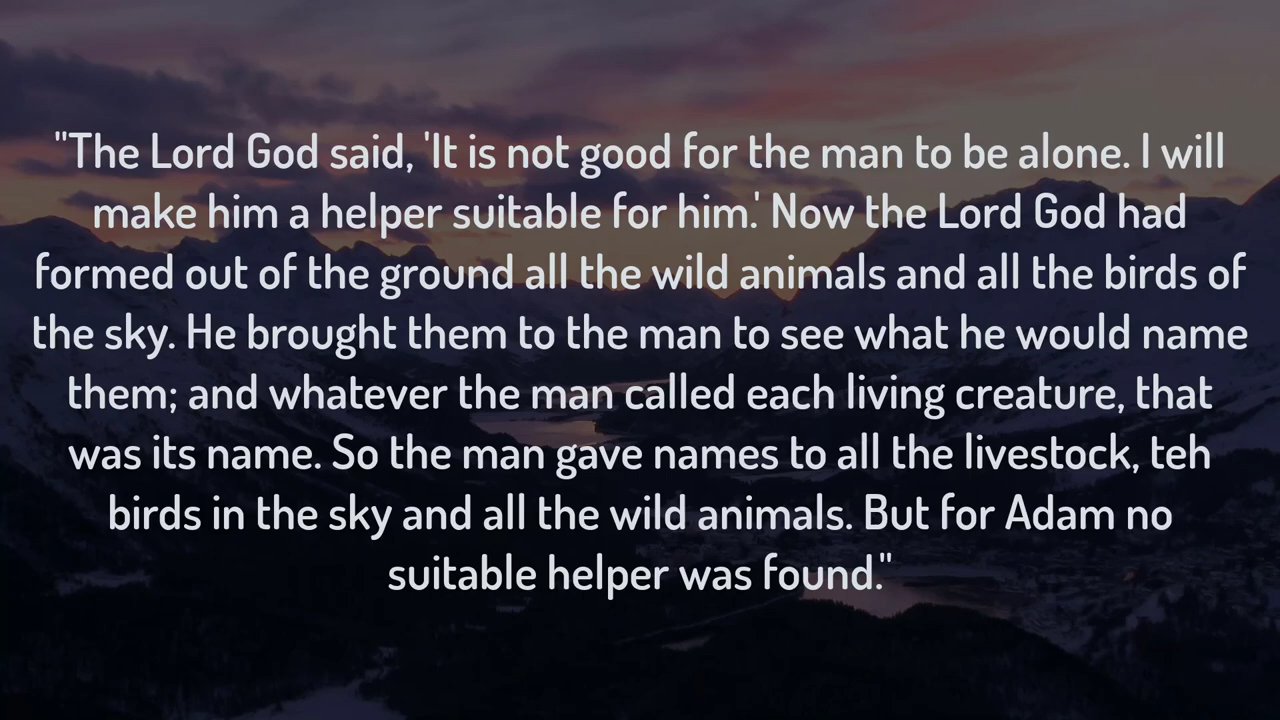 "The Lord God said, 'It is not good for the man to be alone. I will
make him a helper suitable for him.' Now the Lord God had
formed out of the ground all the wild animals and all the birds of
the sky. He brought them to the man to see what he would name
them; and whatever the man called each living creature, that
was its name. So the man gave names to all the livestock, teh
birds in the sky and all the wild animals. But for Adam no
suitable helper was found."